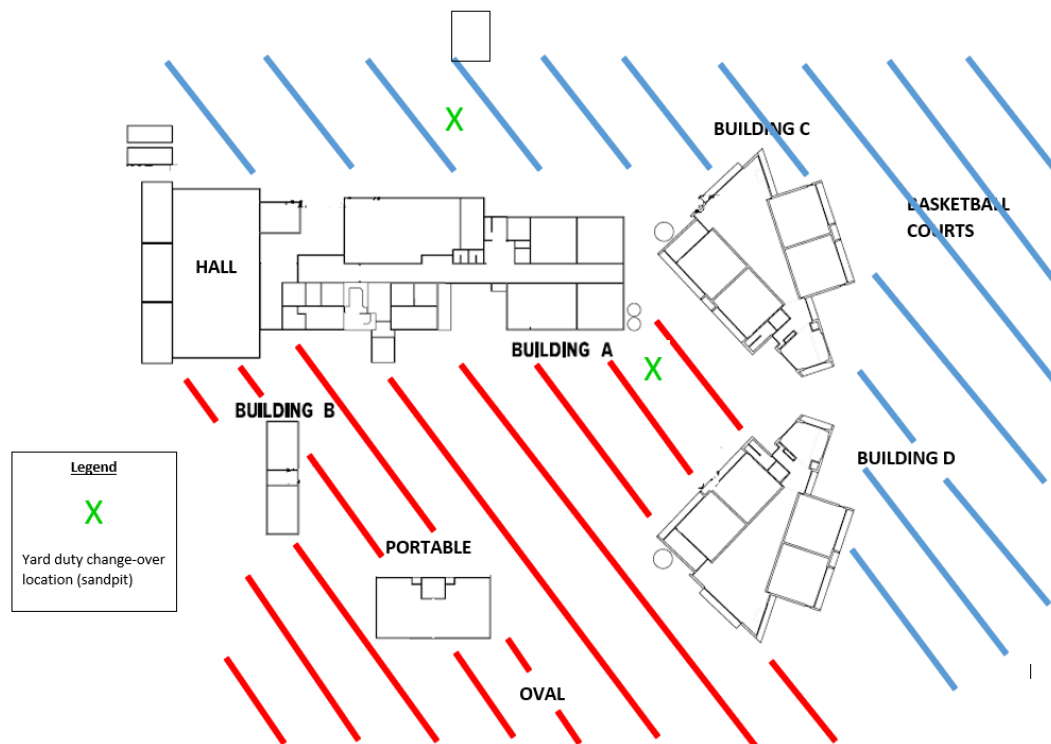 X
BUILDING C
BASKETBALL
COURTS
HALL
BUILDING A
X
BUILDING B
BUILDING D
Legend
X
Yard duty change-over
location (sandpit)
PORTABLE
OVAL